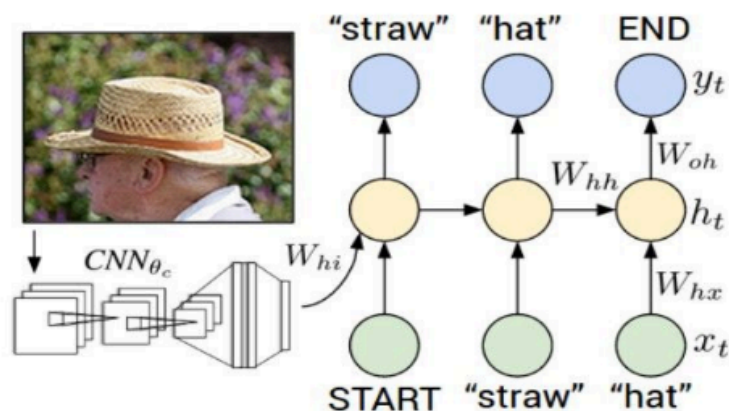 "straw" "hat" END
y_t
W_oh
W_hh
h_t
CNN_θc
W_hi
W_hx
x_t
START "straw" "hat"